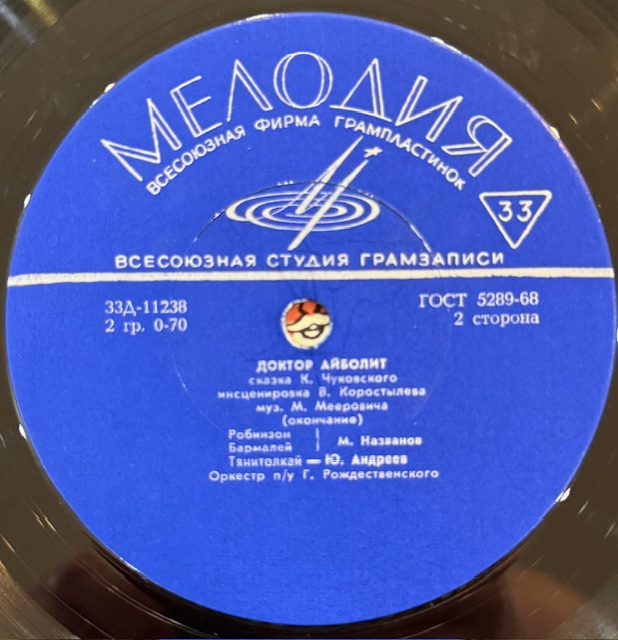 МЕЛОДИЯ
ВСЕСОЮЗНАЯ ФИРМА ГРАМПЛАСТИНОК
33
ВСЕСОЮЗНАЯ СТУДИЯ ГРАМЗАПИСИ
33Д-11238
2 гр. 0-70
ГОСТ 5289-68
2 сторона
ДОКТОР АЙБОЛИТ
сказка К. Чуковского
инсценировка В. Коростылева
муз. М. Мееровича
(окончание)
Робинзон
Бармалей
М. Названов
Тянитолкай — Ю. Андреев
Оркестр п/у Г. Рождественского